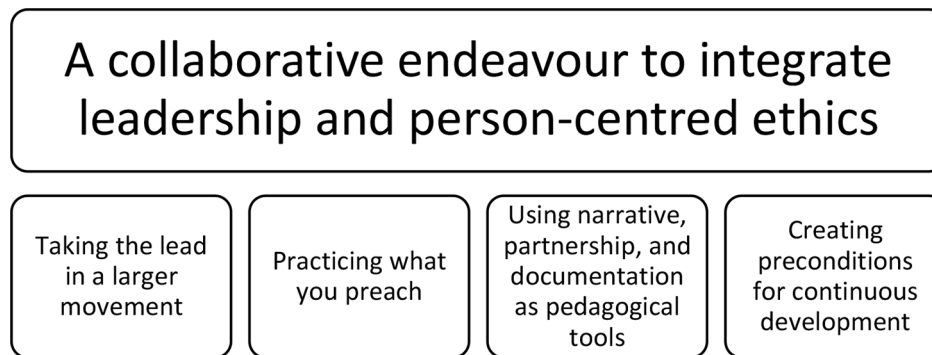 A collaborative endeavour to integrate
leadership and person-centred ethics
Taking the lead
in a larger
movement
Practicing what
you preach
Using narrative,
partnership, and
documentation
as pedagogical
tools
Creating
preconditions
for continuous
development